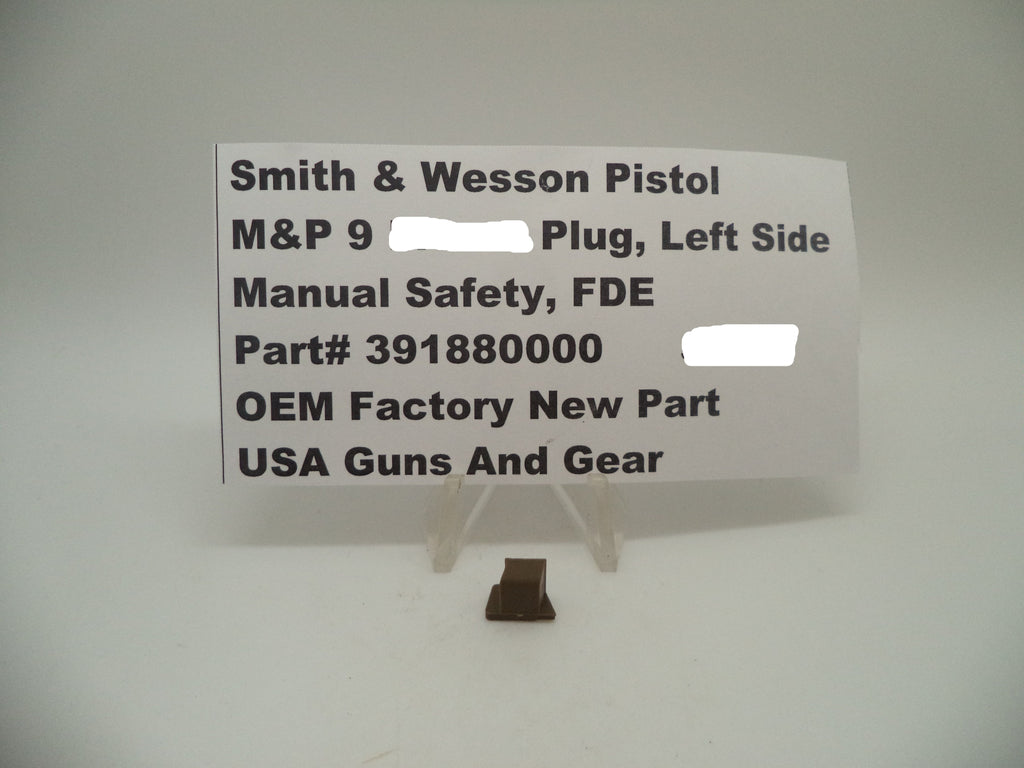 Smith & Wesson Pistol
M&P 9 Plug, Left Side
Manual Safety, FDE
Part# 391880000
OEM Factory New Part
USA Guns And Gear